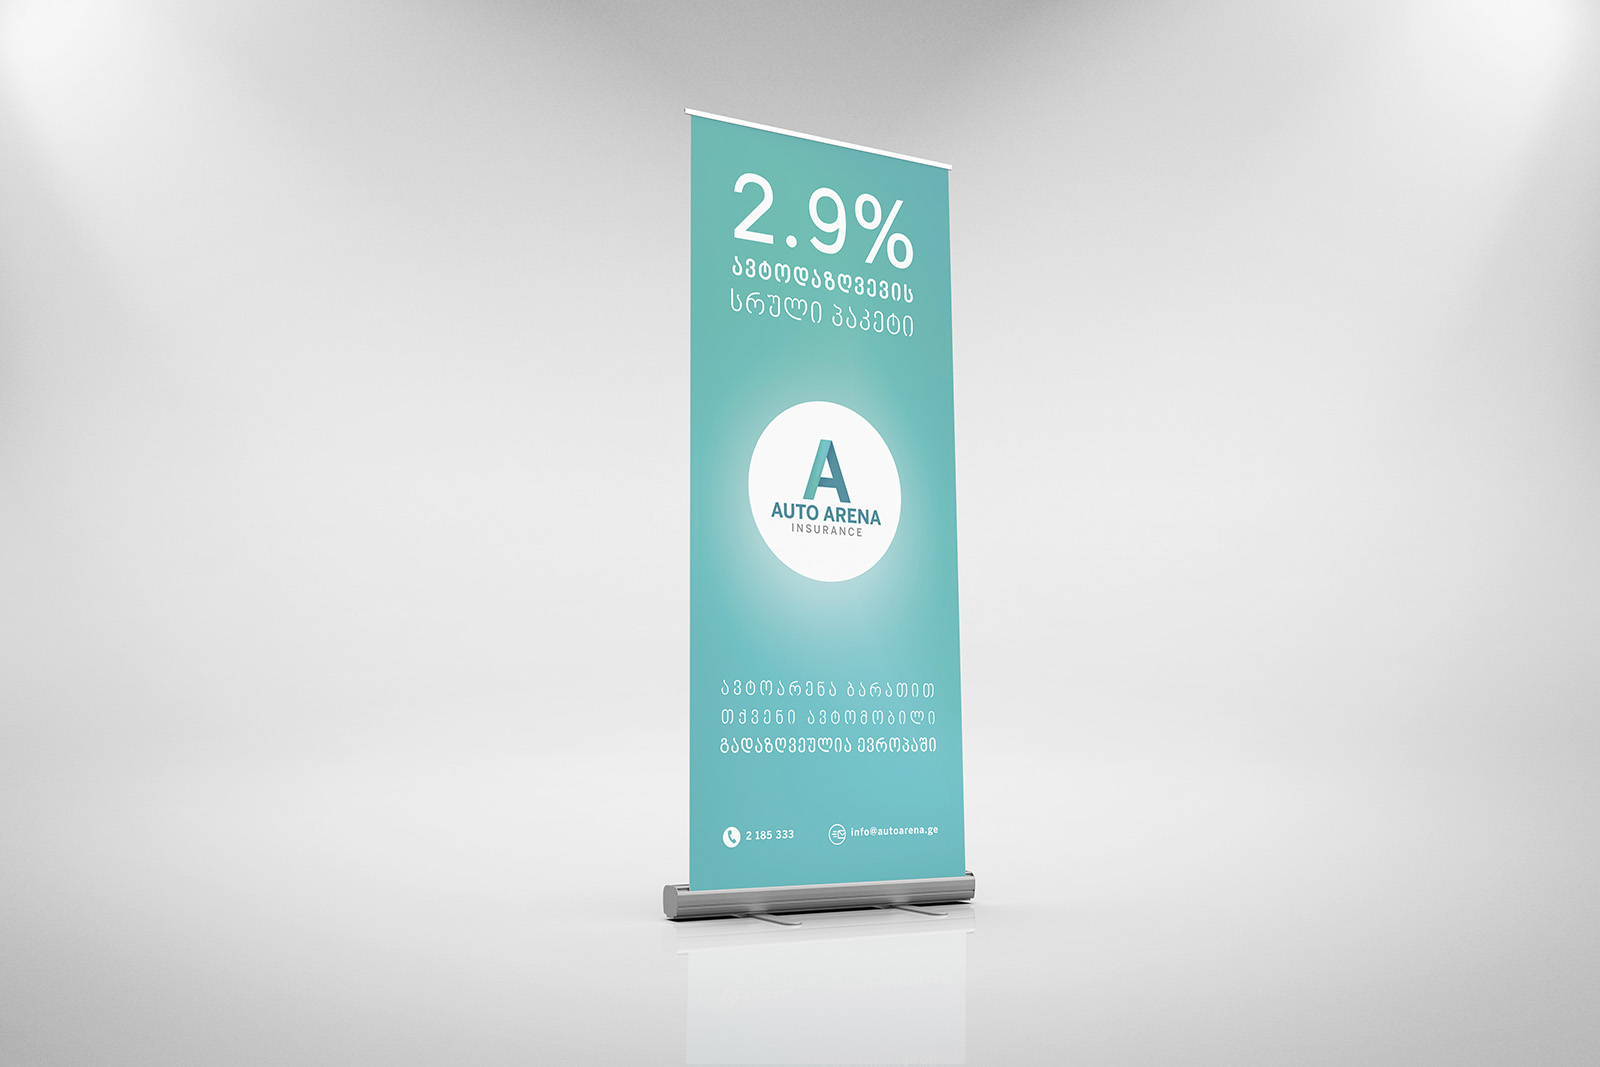 2.9%
ავტოდაზღვევის
სრული პაკეტი
A
AUTO ARENA
INSURANCE
ავტოარენა ბარათით
თქვენი ავტომობილი
გადაზღვეულია ევროპაში
2 185 333
info@autoarena.ge